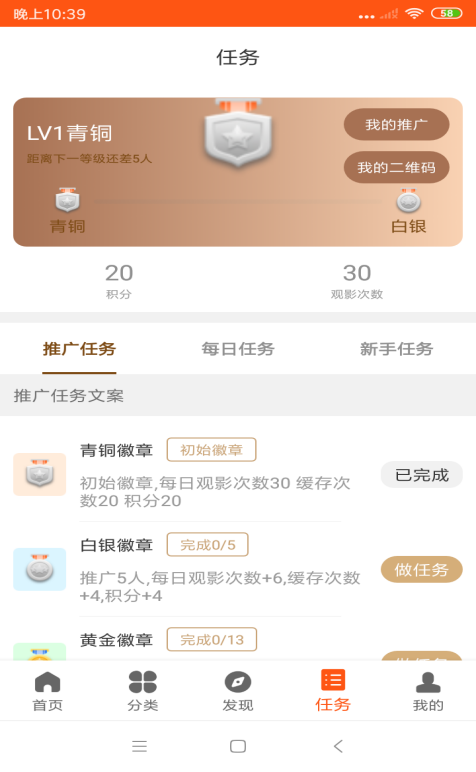 晚上10:39
58
任务
LV1青铜
我的推广
距离下一等级还差5人
我的二维码
青铜
白银
20
30
积分
观影次数
推广任务
每日任务
新手任务
推广任务文案
青铜徽章
初始徽章
初始徽章,每日观影次数30 缓存次
数20 积分20
已完成
白银徽章
完成0/5
推广5人,每日观影次数+6,缓存次数
+4,积分+4
做任务
黄金徽章
完成0/13
做任务
首页
分类
发现
任务
我的